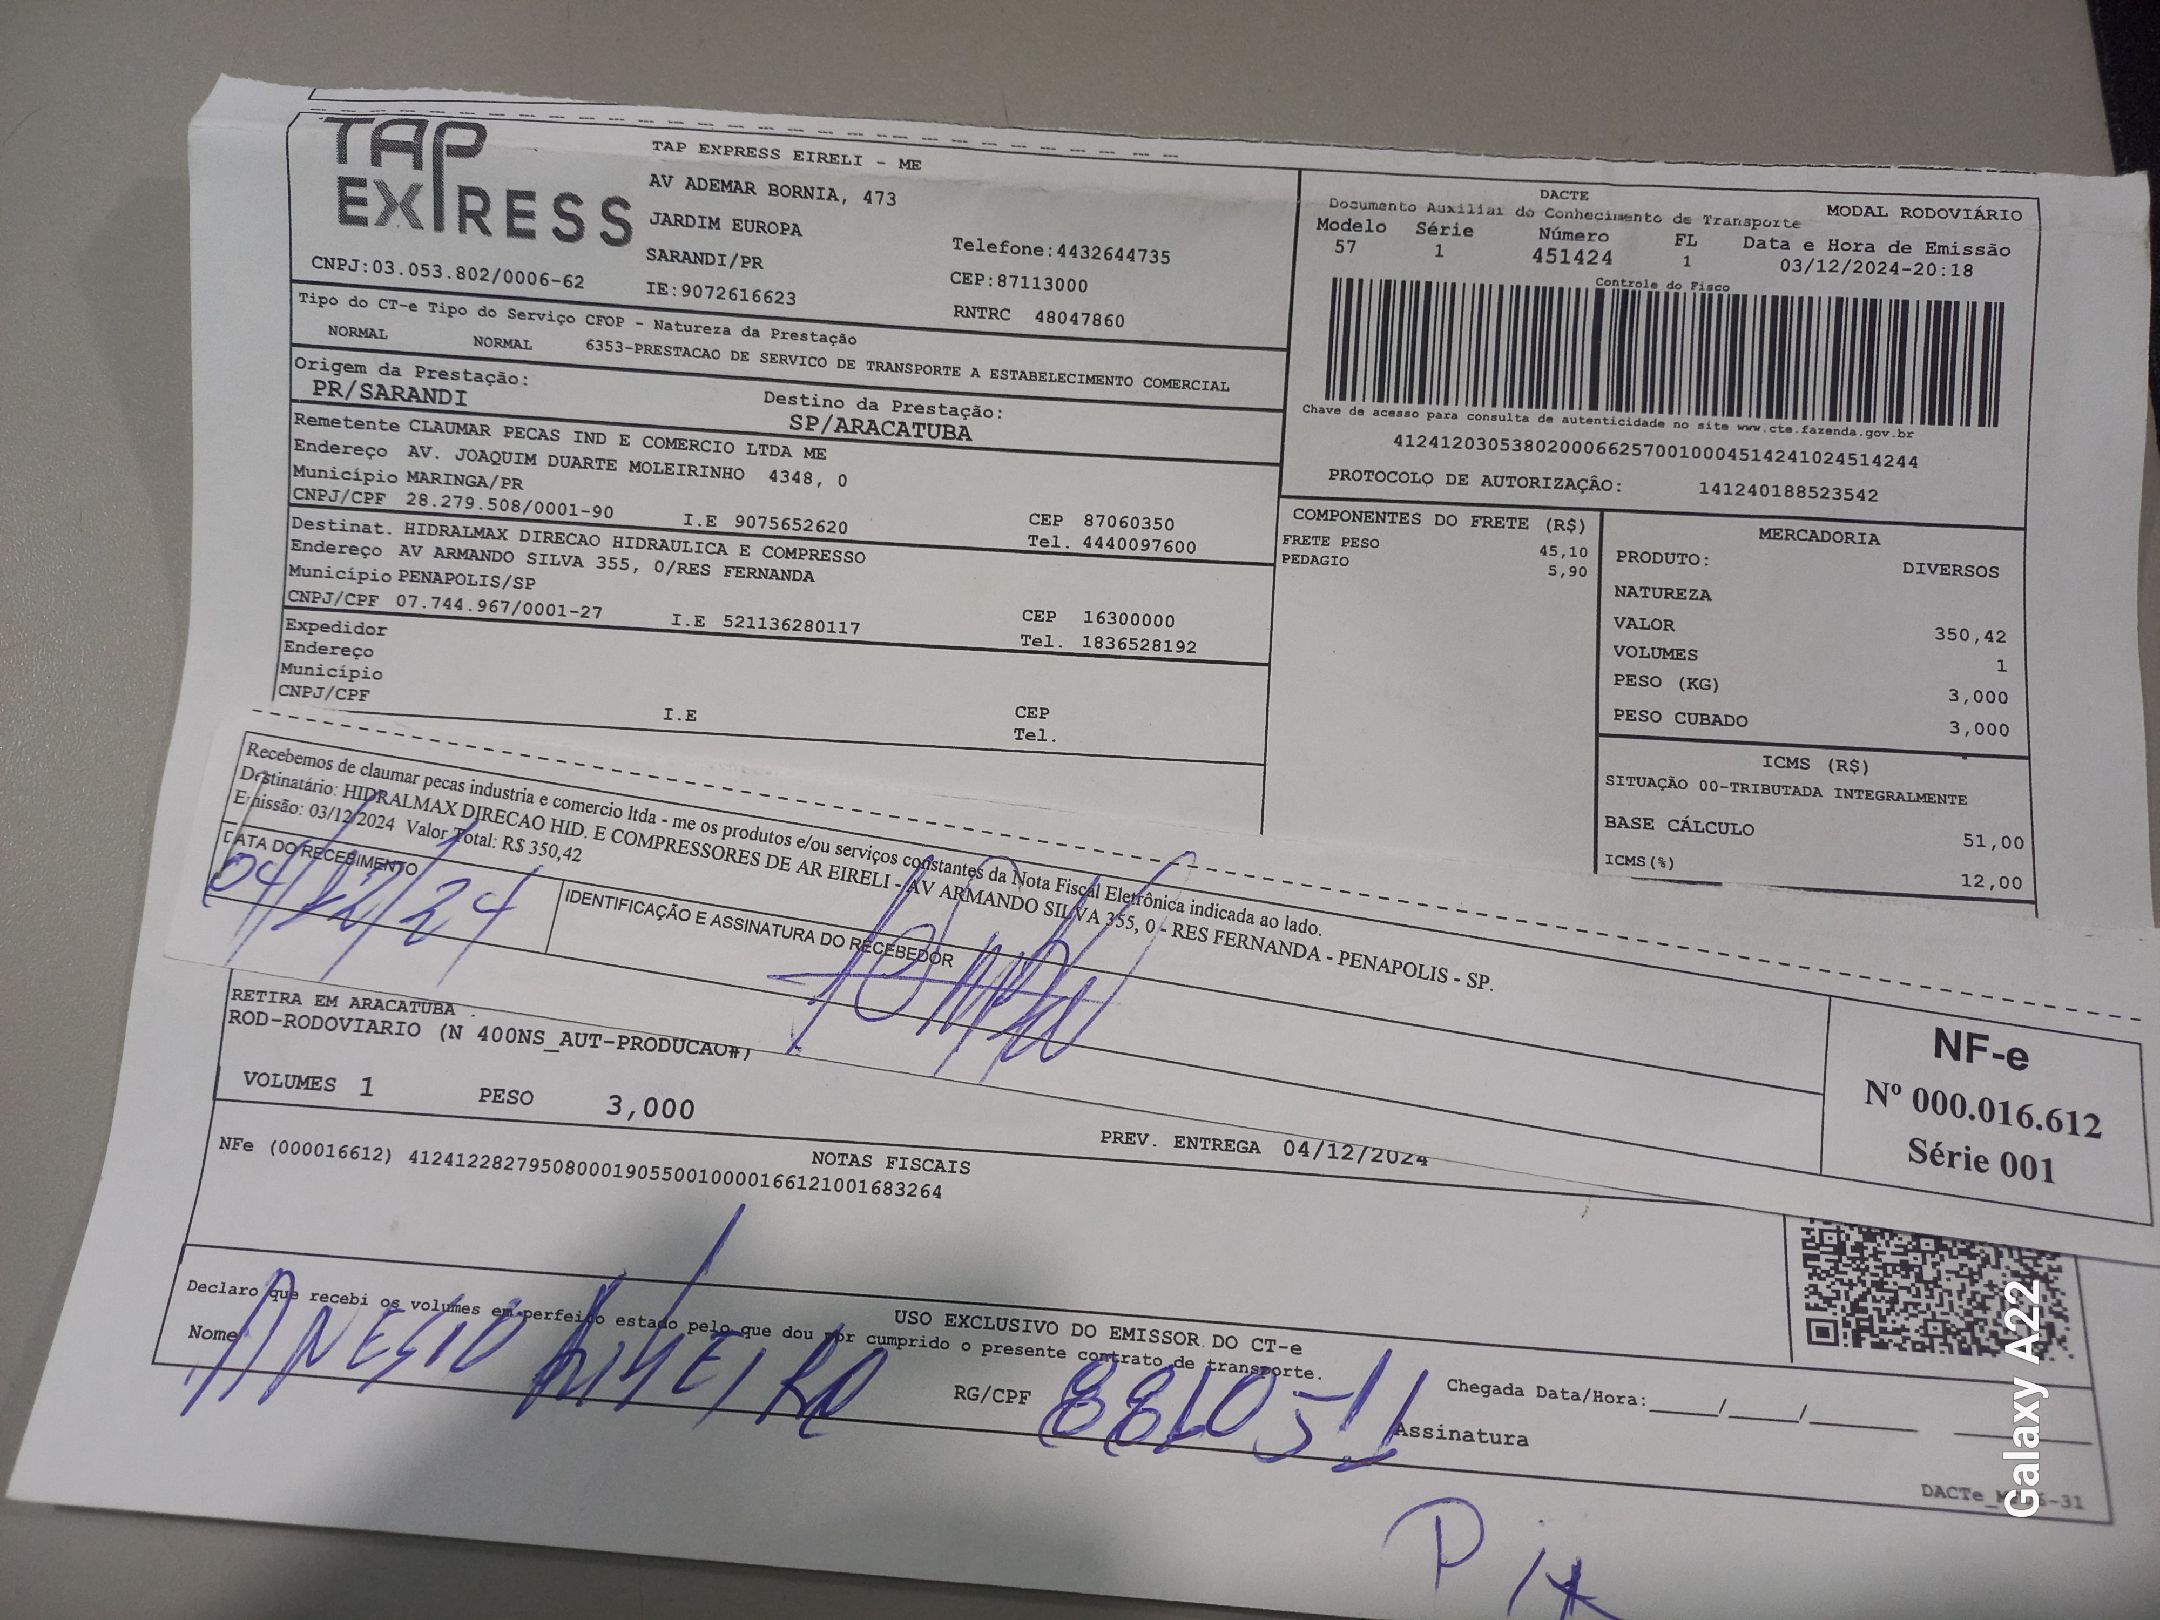 TAP EXPRESS
TAP EXPRESS EIRELI - ME
AV ADEMAR BORNIA, 473
JARDIM EUROPA
SARANDI/PR
IE:9072616623
Telefone:4432644735
CEP:87113000
RNTRC 48047860
CNPJ:03.053.802/0006-62
DACTE
Documento Auxiliar do Conhecimento de Transporte
MODAL RODOVIÁRIO
Modelo Série Número FL Data e Hora de Emissão
57 1 451424 1 03/12/2024-20:18
Controle do Fisco
Chave de acesso para consulta de autenticidade no site www.cte.fazenda.gov.br
41241203053802000662570010004514241024514244
PROTOCOLO DE AUTORIZAÇÃO: 141240188523542
Tipo do CT-e Tipo do Serviço CFOP - Natureza da Prestação
NORMAL NORMAL 6353-PRESTACAO DE SERVICO DE TRANSPORTE A ESTABELECIMENTO COMERCIAL
Origem da Prestação:
PR/SARANDI
Destino da Prestação:
SP/ARACATUBA
Remetente CLAUMAR PECAS IND E COMERCIO LTDA ME
Endereço AV. JOAQUIM DUARTE MOLEIRINHO 4348, 0
Município MARINGA/PR
CNPJ/CPF 28.279.508/0001-90 I.E 9075652620
CEP 87060350
Tel. 4440097600
Destinat. HIDRALMAX DIRECAO HIDRAULICA E COMPRESSO
Endereço AV ARMANDO SILVA 355, 0/RES FERNANDA
Município PENAPOLIS/SP
CNPJ/CPF 07.744.967/0001-27 I.E 521136280117
CEP 16300000
Tel. 1836528192
Expedidor
Endereço
Município
CNPJ/CPF
I.E
CEP
Tel.
COMPONENTES DO FRETE (R$)
FRETE PESO 45,10
PEDAGIO 5,90
MERCADORIA
PRODUTO: DIVERSOS
NATUREZA
VALOR 350,42
VOLUMES 1
PESO (KG) 3,000
PESO CUBADO 3,000
ICMS (R$)
SITUAÇÃO 00-TRIBUTADA INTEGRALMENTE
BASE CÁLCULO 51,00
ICMS(%) 12,00
Recebemos de claumar pecas industria e comercio ltda - me os produtos e/ou serviços constantes da Nota Fiscal Eletrônica indicada ao lado.
Destinatário: HIDRALMAX DIRECAO HID. E COMPRESSORES DE AR EIRELI - AV ARMANDO SILVA 355, 0 - RES FERNANDA - PENAPOLIS - SP.
Emissão: 03/12/2024 Valor Total: R$ 350,42
DATA DO RECEBIMENTO
04/12/24
IDENTIFICAÇÃO E ASSINATURA DO RECEBEDOR
NF-e
Nº 000.016.612
Série 001
RETIRA EM ARACATUBA
ROD-RODOVIARIO (N 400NS_AUT-PRODUCAO#)
VOLUMES 1 PESO 3,000
PREV. ENTREGA 04/12/2024
NOTAS FISCAIS
NFe (000016612) 41241228279508000190550010000166121001683264
USO EXCLUSIVO DO EMISSOR DO CT-e
Declaro que recebi os volumes em perfeito estado pelo que dou por cumprido o presente contrato de transporte.
Nome ANESIO RIBEIRO
RG/CPF
Chegada Data/Hora:____/____/
Assinatura
Pix
Galaxy A22